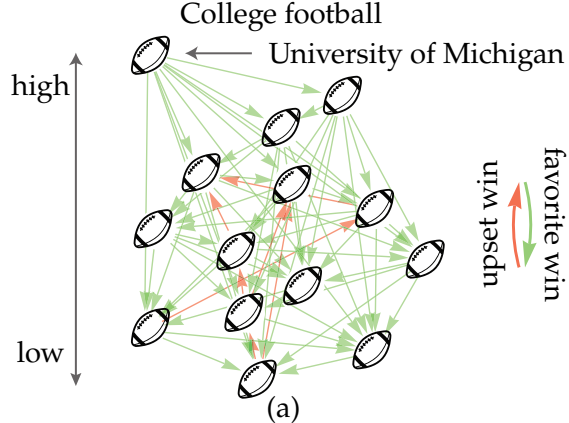 College football
University of Michigan
high
low
favorite win
upset win
(a)